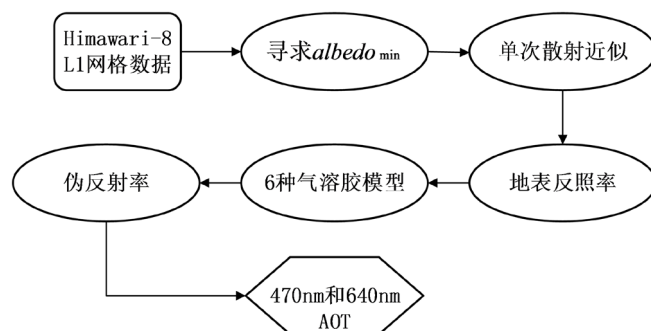 Himawari-8
L1网格数据
寻求albedo min
单次散射近似
伪反射率
6种气溶胶模型
地表反照率
470nm和640nm
AOT